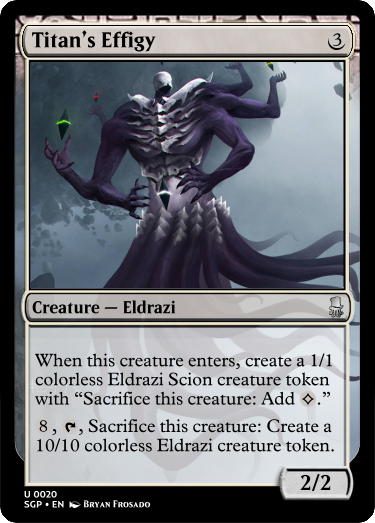 Titan's Effigy 3
Creature — Eldrazi
When this creature enters, create a 1/1
colorless Eldrazi Scion creature token
with “Sacrifice this creature: Add ◇.”
8 , T, Sacrifice this creature: Create a
10/10 colorless Eldrazi creature token.
2/2
U 0020
SGP • EN Bryan Frosado